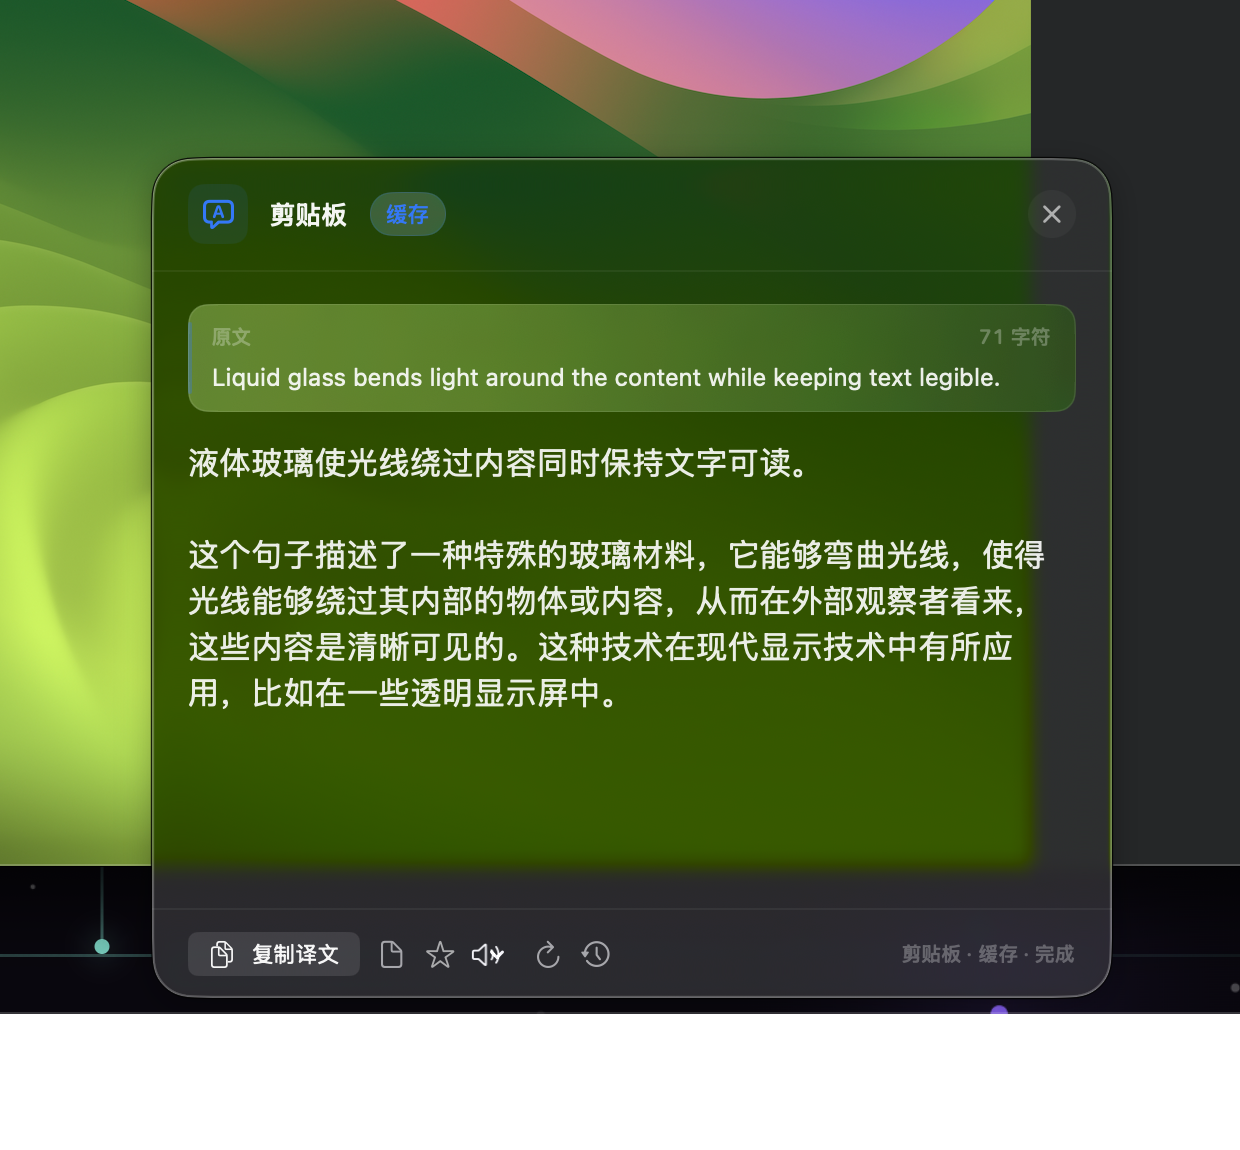 剪贴板 缓存
原文 71 字符
Liquid glass bends light around the content while keeping text legible.
液体玻璃使光线绕过内容同时保持文字可读。
这个句子描述了一种特殊的玻璃材料，它能够弯曲光线，使得
光线能够绕过其内部的物体或内容，从而在外部观察者看来，
这些内容是清晰可见的。这种技术在现代显示技术中有所应
用，比如在一些透明显示屏中。
复制译文 剪贴板 · 缓存 · 完成